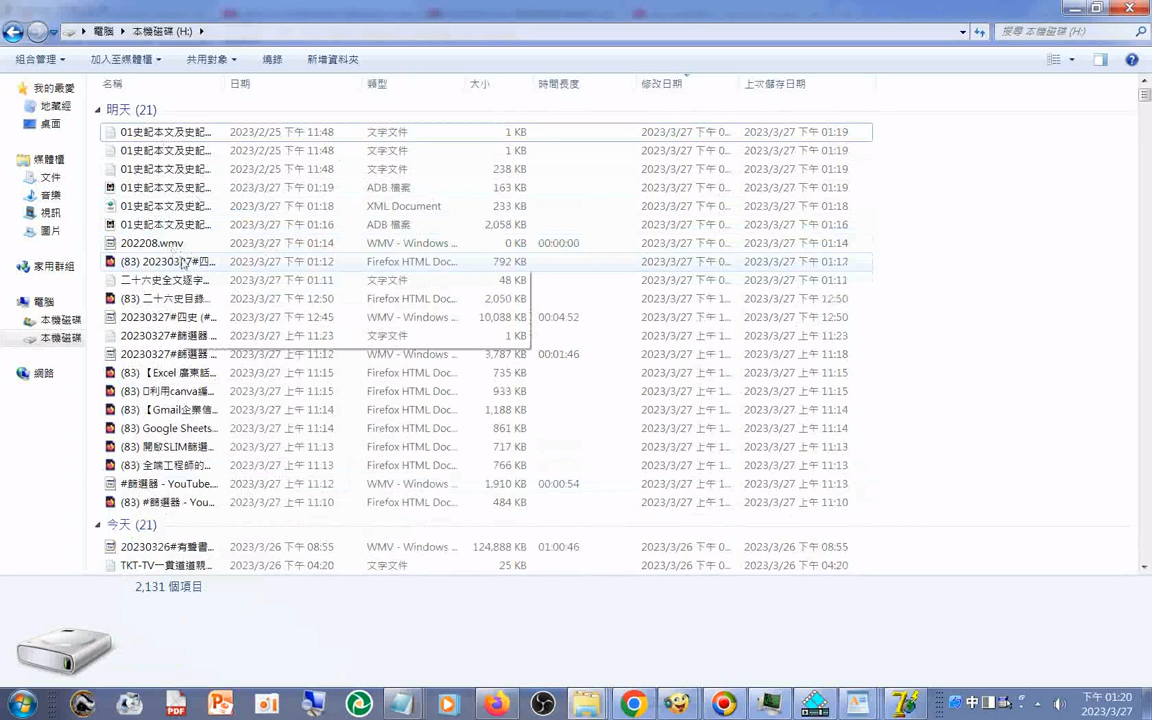 電腦 ▸ 本機磁碟 (H:) ▸
搜尋 本機磁碟 (H:)
組合管理 加入至媒體櫃 共用對象 燒錄 新增資料夾
名稱 日期 類型 大小 時間長度 修改日期 上次儲存日期
我的最愛
地藏經
桌面
媒體櫃
文件
音樂
視訊
圖片
家用群組
電腦
本機磁碟
本機磁碟
網路
明天 (21)
01史記本文及史記... 2023/2/25 下午 11:48 文字文件 1 KB 2023/3/27 下午 0... 2023/3/27 下午 01:19
01史記本文及史記... 2023/2/25 下午 11:48 文字文件 1 KB 2023/3/27 下午 0... 2023/3/27 下午 01:19
01史記本文及史記... 2023/2/25 下午 11:48 文字文件 238 KB 2023/3/27 下午 0... 2023/3/27 下午 01:19
01史記本文及史記... 2023/3/27 下午 01:19 ADB 檔案 163 KB 2023/3/27 下午 0... 2023/3/27 下午 01:19
01史記本文及史記... 2023/3/27 下午 01:18 XML Document 233 KB 2023/3/27 下午 0... 2023/3/27 下午 01:18
01史記本文及史記... 2023/3/27 下午 01:16 ADB 檔案 2,058 KB 2023/3/27 下午 0... 2023/3/27 下午 01:16
202208.wmv 2023/3/27 下午 01:14 WMV - Windows ... 0 KB 00:00:00 2023/3/27 下午 0... 2023/3/27 下午 01:14
(83) 20230327#四... 2023/3/27 下午 01:12 Firefox HTML Doc... 792 KB 2023/3/27 下午 0... 2023/3/27 下午 01:12
二十六史全文逐字... 2023/3/27 下午 01:11 文字文件 48 KB 2023/3/27 下午 0... 2023/3/27 下午 01:11
(83) 二十六史目錄... 2023/3/27 下午 12:50 Firefox HTML Doc... 2,050 KB 2023/3/27 下午 1... 2023/3/27 下午 12:50
20230327#四史 (#... 2023/3/27 下午 12:45 WMV - Windows ... 10,088 KB 00:04:52 2023/3/27 下午 1... 2023/3/27 下午 12:50
20230327#篩選器 ... 2023/3/27 上午 11:23 文字文件 1 KB 2023/3/27 上午 1... 2023/3/27 上午 11:23
20230327#篩選器 ... 2023/3/27 上午 11:12 WMV - Windows ... 3,787 KB 00:01:46 2023/3/27 上午 1... 2023/3/27 上午 11:15
(83) 【Excel 廣東話... 2023/3/27 上午 11:15 Firefox HTML Doc... 735 KB 2023/3/27 上午 1... 2023/3/27 上午 11:15
(83) 利用canva編... 2023/3/27 上午 11:15 Firefox HTML Doc... 933 KB 2023/3/27 上午 1... 2023/3/27 上午 11:15
(83) 【Gmail企業信... 2023/3/27 上午 11:14 Firefox HTML Doc... 1,188 KB 2023/3/27 上午 1... 2023/3/27 上午 11:14
(83) Google Sheets... 2023/3/27 上午 11:14 Firefox HTML Doc... 861 KB 2023/3/27 上午 1... 2023/3/27 上午 11:14
(83) 開啟SLIM篩選... 2023/3/27 上午 11:13 Firefox HTML Doc... 717 KB 2023/3/27 上午 1... 2023/3/27 上午 11:13
(83) 全端工程師的... 2023/3/27 上午 11:13 Firefox HTML Doc... 766 KB 2023/3/27 上午 1... 2023/3/27 上午 11:13
#篩選器 - YouTube... 2023/3/27 上午 11:12 WMV - Windows ... 1,910 KB 00:00:54 2023/3/27 上午 1... 2023/3/27 上午 11:13
(83) #篩選器 - You... 2023/3/27 上午 11:10 Firefox HTML Doc... 484 KB 2023/3/27 上午 1... 2023/3/27 上午 11:10
今天 (21)
20230326#有聲書... 2023/3/26 下午 08:55 WMV - Windows ... 124,888 KB 01:00:46 2023/3/26 下午 0... 2023/3/26 下午 08:55
TKT-TV一貫道道親... 2023/3/26 下午 04:20 文字文件 25 KB 2023/3/26 下午 0... 2023/3/26 下午 04:20
2,131 個項目
中
下午 01:20
2023/3/27